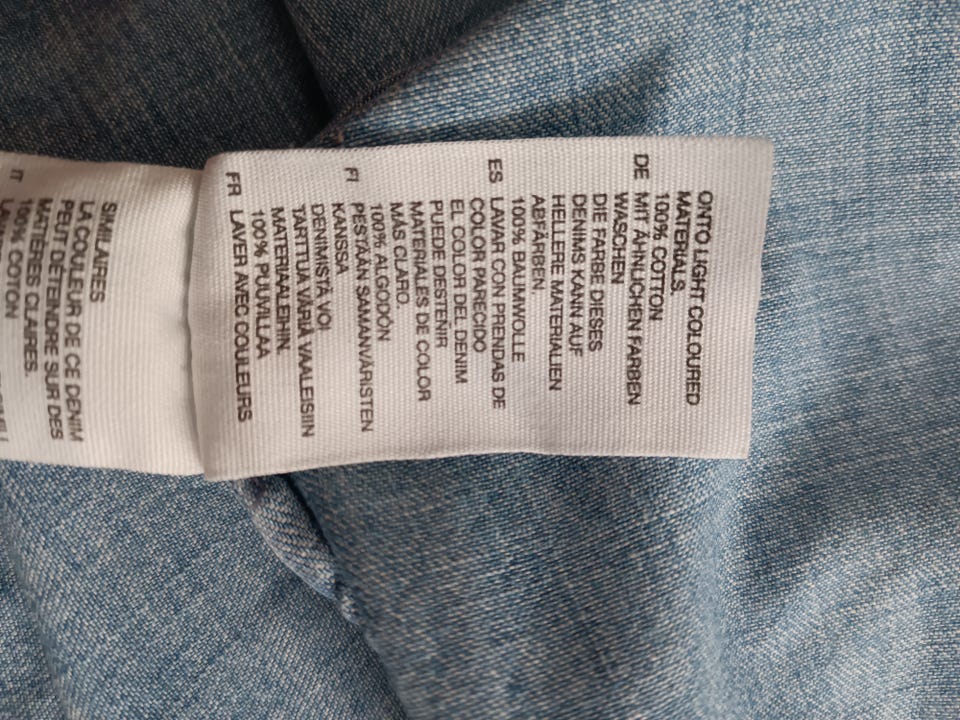 ONTO LIGHT COLOURED
MATERIALS.
100% COTTON
DE MIT ÄHNLICHEN FARBEN
WASCHEN
DIE FARBE DIESES
DENIMS KANN AUF
HELLERE MATERIALIEN
ABFÄRBEN.
100% BAUMWOLLE
ES LAVAR CON PRENDAS DE
COLOR PARECIDO
EL COLOR DEL DENIM
PUEDE DESTEÑIR
MATERIALES DE COLOR
MÁS CLARO.
100% ALGODÓN
FI PESTÄÄN SAMANVÄRISTEN
KANSSA
DENIMISTÄ VOI
TARTTUA VÄRIÄ VAALEISIIN
MATERIAALEIHIN.
100% PUUVILLAA
FR LAVER AVEC COULEURS
SIMILAIRES
LA COULEUR DE CE DENIM
PEUT DÉTEINDRE SUR DES
MATIÈRES CLAIRES.
100% COTON
IT